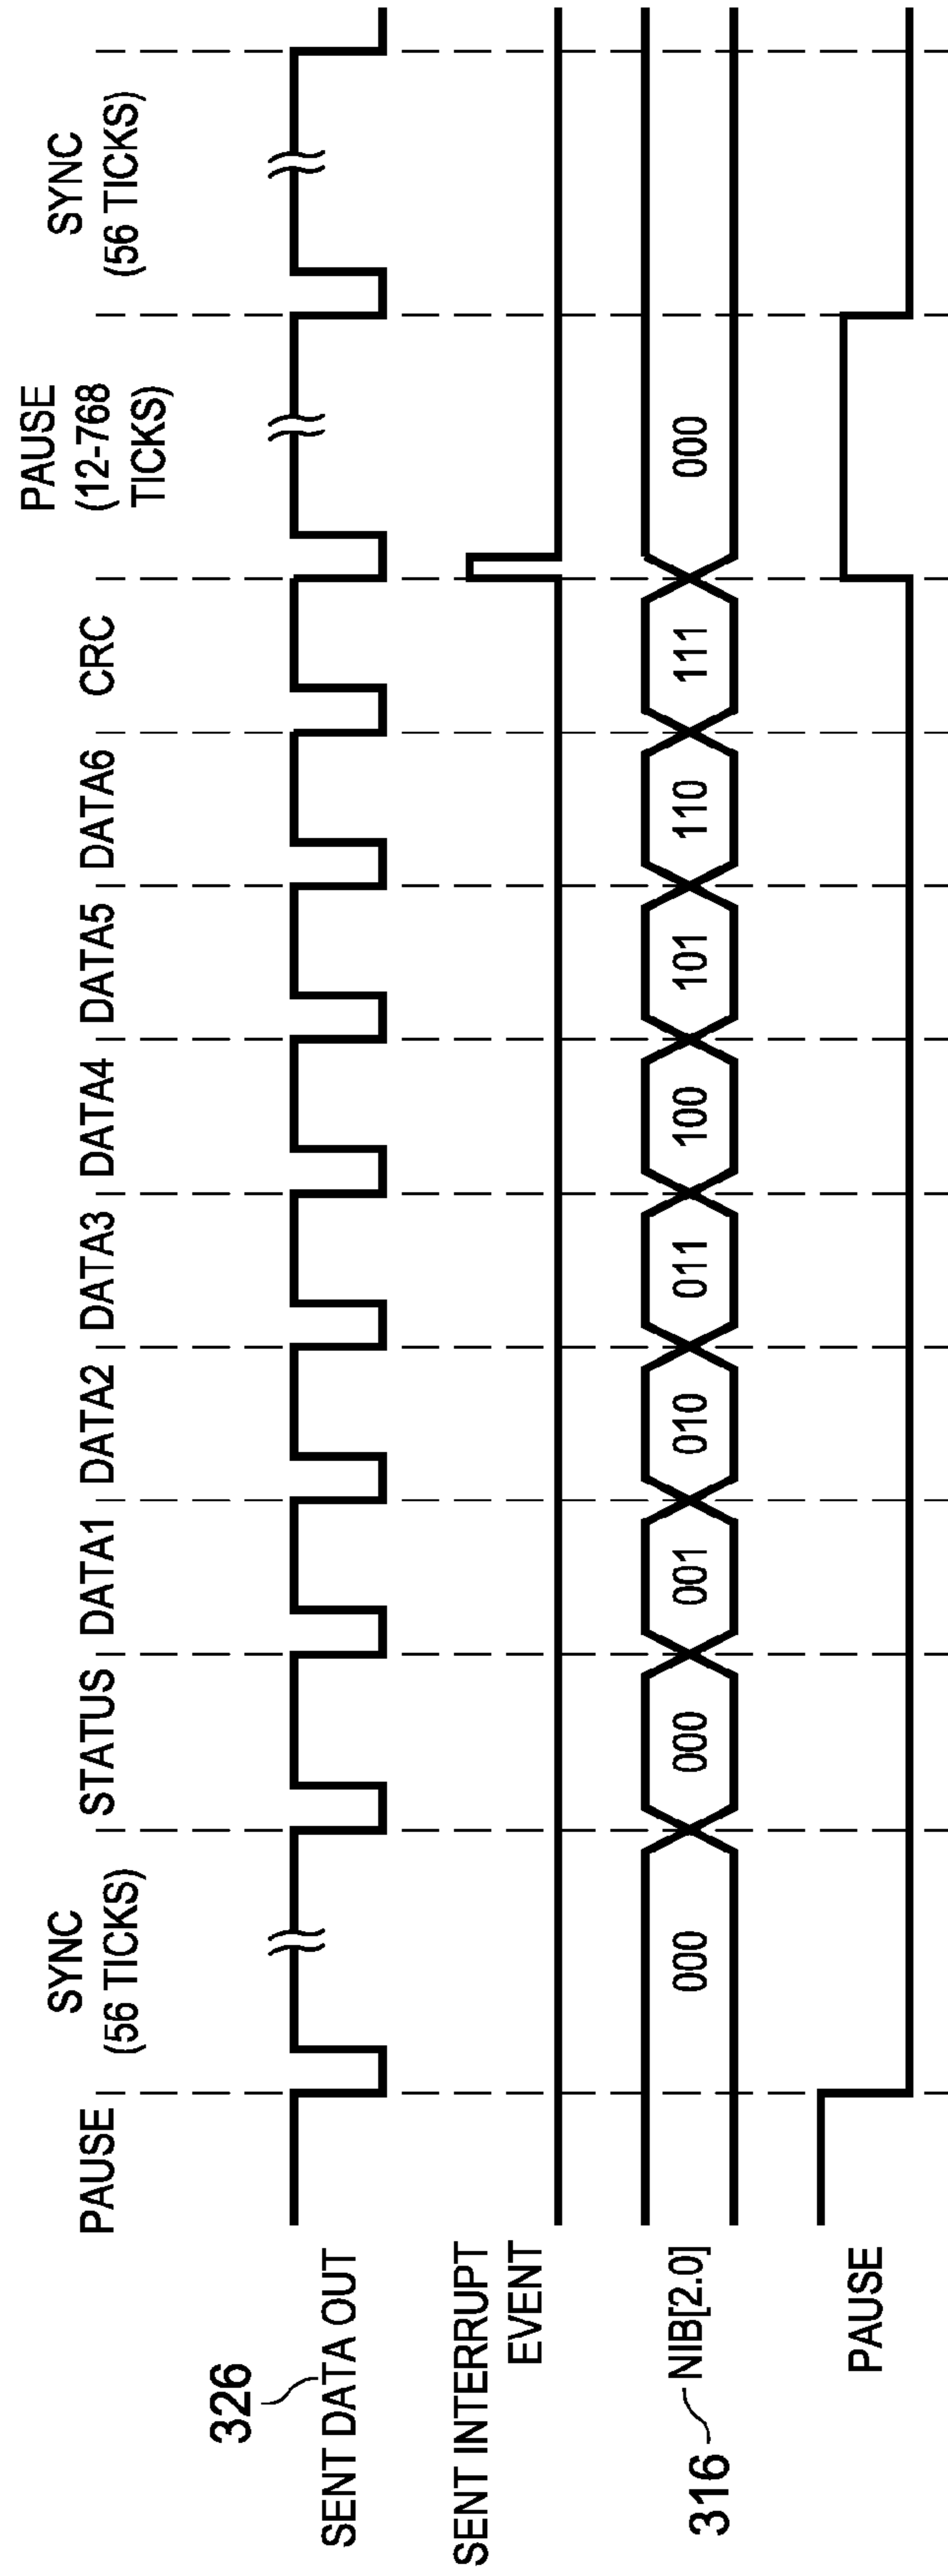 PAUSE
SYNC
(56 TICKS)
STATUS
DATA1
DATA2
DATA3
DATA4
DATA5
DATA6
CRC
PAUSE
(12-768
TICKS)
SYNC
(56 TICKS)
326
SENT DATA OUT
SENT INTERRUPT
EVENT
316
NIB[2.0]
000
000
001
010
011
100
101
110
111
000
PAUSE